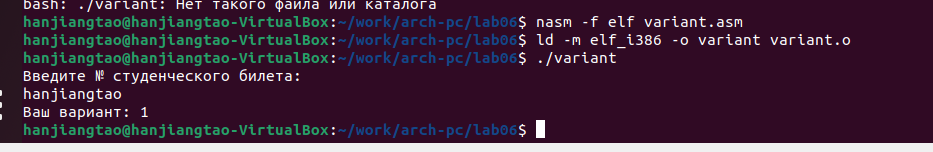 bash: ./variant: Нет такого файла или каталога
hanjiangtao@hanjiangtao-VirtualBox:~/work/arch-pc/lab06$ nasm -f elf variant.asm
hanjiangtao@hanjiangtao-VirtualBox:~/work/arch-pc/lab06$ ld -m elf_i386 -o variant variant.o
hanjiangtao@hanjiangtao-VirtualBox:~/work/arch-pc/lab06$ ./variant
Введите № студенческого билета:
hanjiangtao
Ваш вариант: 1
hanjiangtao@hanjiangtao-VirtualBox:~/work/arch-pc/lab06$